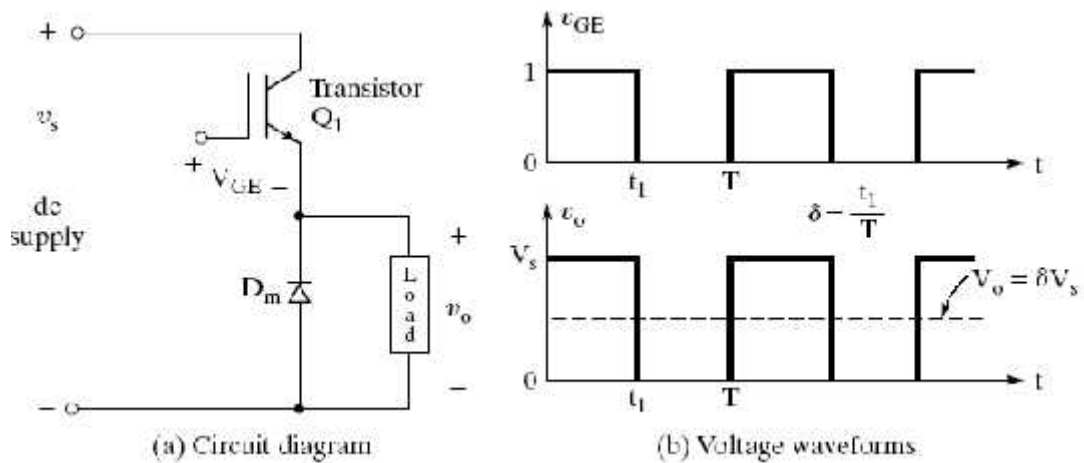 +
v_s
dc
supply
−
Transistor
Q_1
+
V_GE −
D_m
Load
+
v_o
−
(a) Circuit diagram
v_GE
1
0
t_1
T
t
δ − t_1
T
v_o
V_s
V_o = δV_s
0
t_1
T
t
(b) Voltage waveforms